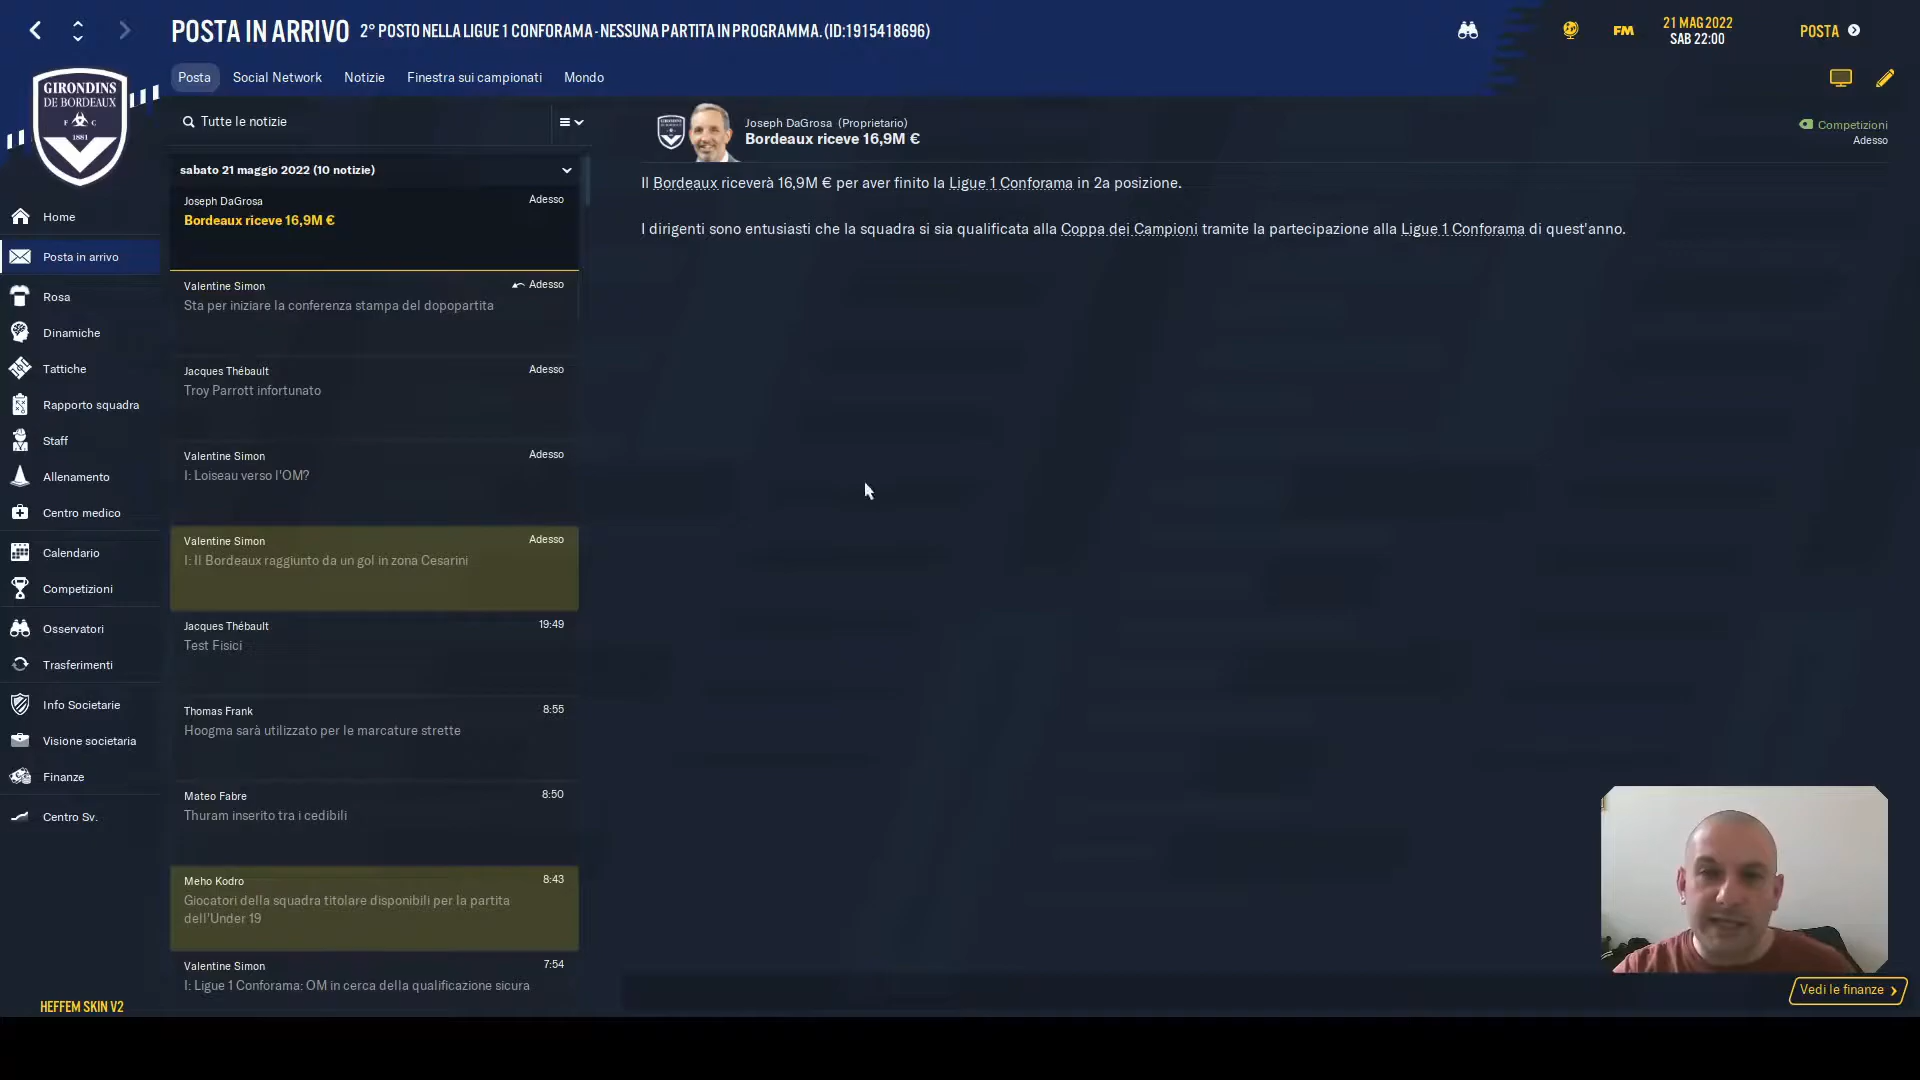 POSTA IN ARRIVO
2° POSTO NELLA LIGUE 1 CONFORAMA - NESSUNA PARTITA IN PROGRAMMA. (ID:1915418696)
FM
21 MAG 2022
SAB 22:00
POSTA
GIRONDINS
DE BORDEAUX
F C
1881
Posta
Social Network
Notizie
Finestra sui campionati
Mondo
Home
Posta in arrivo
Rosa
Dinamiche
Tattiche
Rapporto squadra
Staff
Allenamento
Centro medico
Calendario
Competizioni
Osservatori
Trasferimenti
Info Societarie
Visione societaria
Finanze
Centro Sv.
HEFFEM SKIN V2
Tutte le notizie
sabato 21 maggio 2022 (10 notizie)
Joseph DaGrosa Adesso
Bordeaux riceve 16,9M €
Valentine Simon Adesso
Sta per iniziare la conferenza stampa del dopopartita
Jacques Thébault Adesso
Troy Parrott infortunato
Valentine Simon Adesso
I: Loiseau verso l'OM?
Valentine Simon Adesso
I: Il Bordeaux raggiunto da un gol in zona Cesarini
Jacques Thébault 19:49
Test Fisici
Thomas Frank 8:55
Hoogma sarà utilizzato per le marcature strette
Mateo Fabre 8:50
Thuram inserito tra i cedibili
Meho Kodro 8:43
Giocatori della squadra titolare disponibili per la partita
dell'Under 19
Valentine Simon 7:54
I: Ligue 1 Conforama: OM in cerca della qualificazione sicura
Joseph DaGrosa (Proprietario)
Bordeaux riceve 16,9M €
Competizioni
Adesso
Il Bordeaux riceverà 16,9M € per aver finito la Ligue 1 Conforama in 2a posizione.
I dirigenti sono entusiasti che la squadra si sia qualificata alla Coppa dei Campioni tramite la partecipazione alla Ligue 1 Conforama di quest'anno.
Vedi le finanze